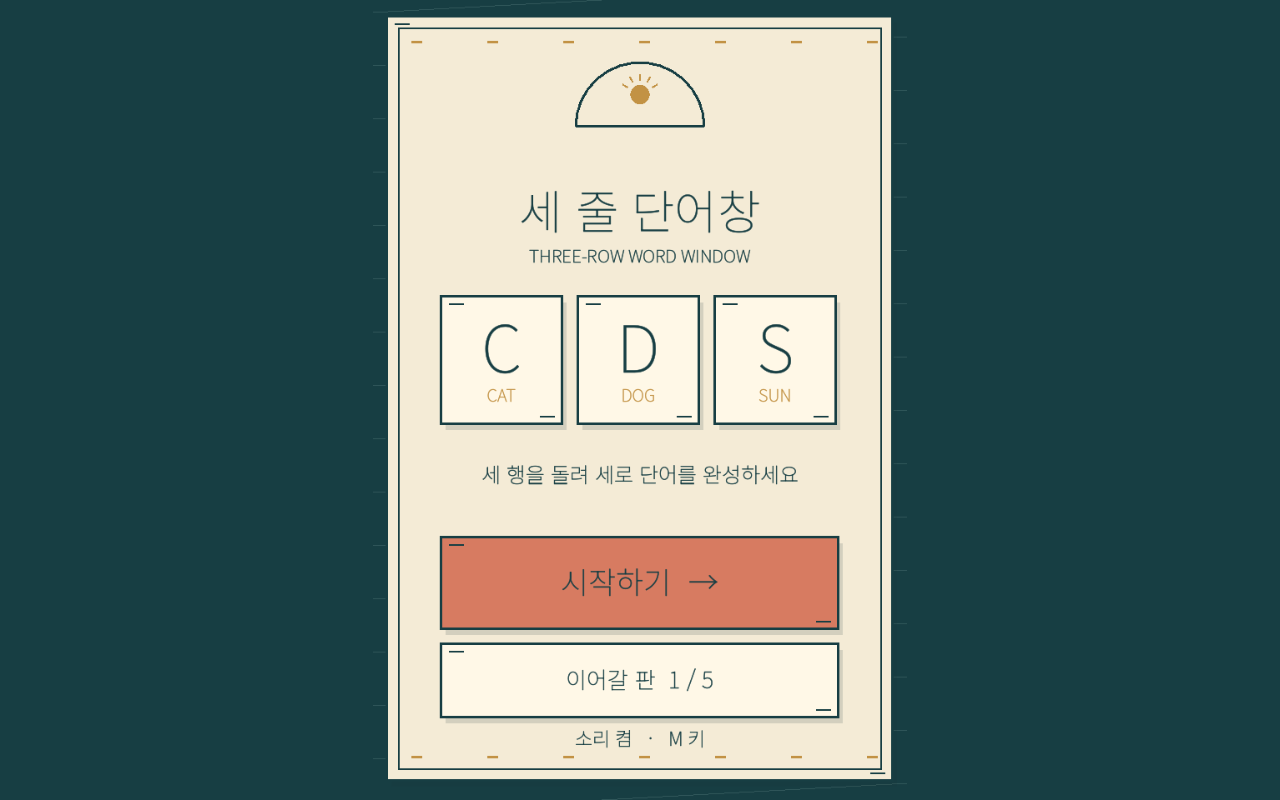 세 줄 단어창
THREE-ROW WORD WINDOW
C D S
CAT DOG SUN
세 행을 돌려 세로 단어를 완성하세요
시작하기 →
이어갈 판 1 / 5
소리 켬 · M 키